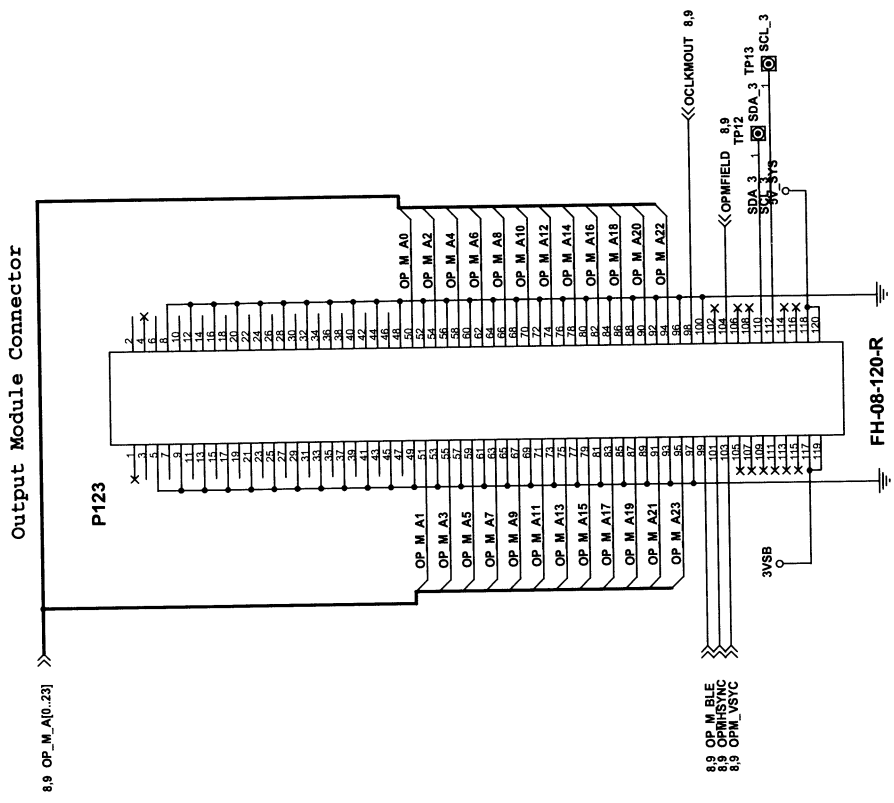 Output Module Connector
8,9 OP_M_A[0..23]
P123
1
3
5
7
9
11
13
15
17
19
21
23
25
27
29
31
33
35
37
39
41
43
45
47
49
51
53
55
57
59
61
63
65
67
69
71
73
75
77
79
81
83
85
87
89
91
93
95
97
99
101
103
105
107
109
111
113
115
117
119
2
4
6
8
10
12
14
16
18
20
22
24
26
28
30
32
34
36
38
40
42
44
46
48
50
52
54
56
58
60
62
64
66
68
70
72
74
76
78
80
82
84
86
88
90
92
94
96
98
100
102
104
106
108
110
112
114
116
118
120
OP M A1
OP M A3
OP M A5
OP M A7
OP M A9
OP M A11
OP M A13
OP M A15
OP M A17
OP M A19
OP M A21
OP M A23
OP M A0
OP M A2
OP M A4
OP M A6
OP M A8
OP M A10
OP M A12
OP M A14
OP M A16
OP M A18
OP M A20
OP M A22
8,9 OP_M_BLE
8,9 OPMHSYNC
8,9 OPM_VSYC
3VSB
OCLKMOUT 8,9
OPMFIELD 8,9
TP12
SDA_3
1
TP13
SCL_3
1
SDA 3
SCL 3
5V_SYS
FH-08-120-R